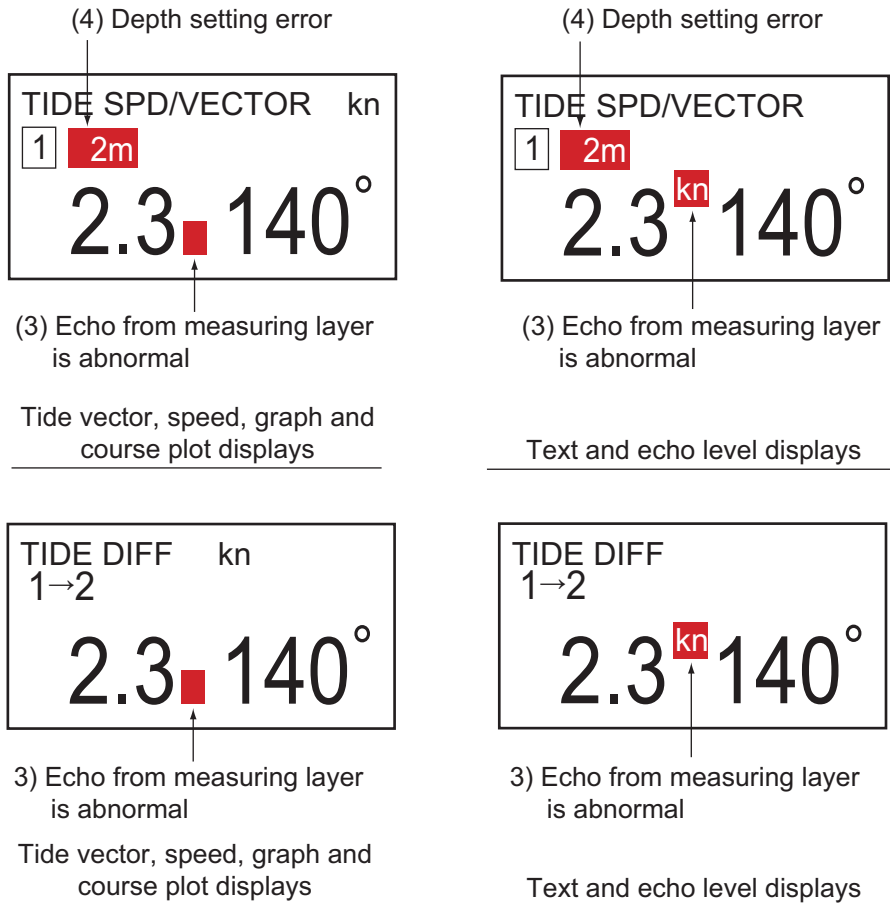 (4) Depth setting error
TIDE SPD/VECTOR kn
1 2m
2.3 140°
(3) Echo from measuring layer
is abnormal
Tide vector, speed, graph and
course plot displays
(4) Depth setting error
TIDE SPD/VECTOR
1 2m
2.3 kn 140°
(3) Echo from measuring layer
is abnormal
Text and echo level displays
TIDE DIFF kn
1→2
2.3 140°
3) Echo from measuring layer
is abnormal
Tide vector, speed, graph and
course plot displays
TIDE DIFF
1→2
2.3 kn 140°
3) Echo from measuring layer
is abnormal
Text and echo level displays